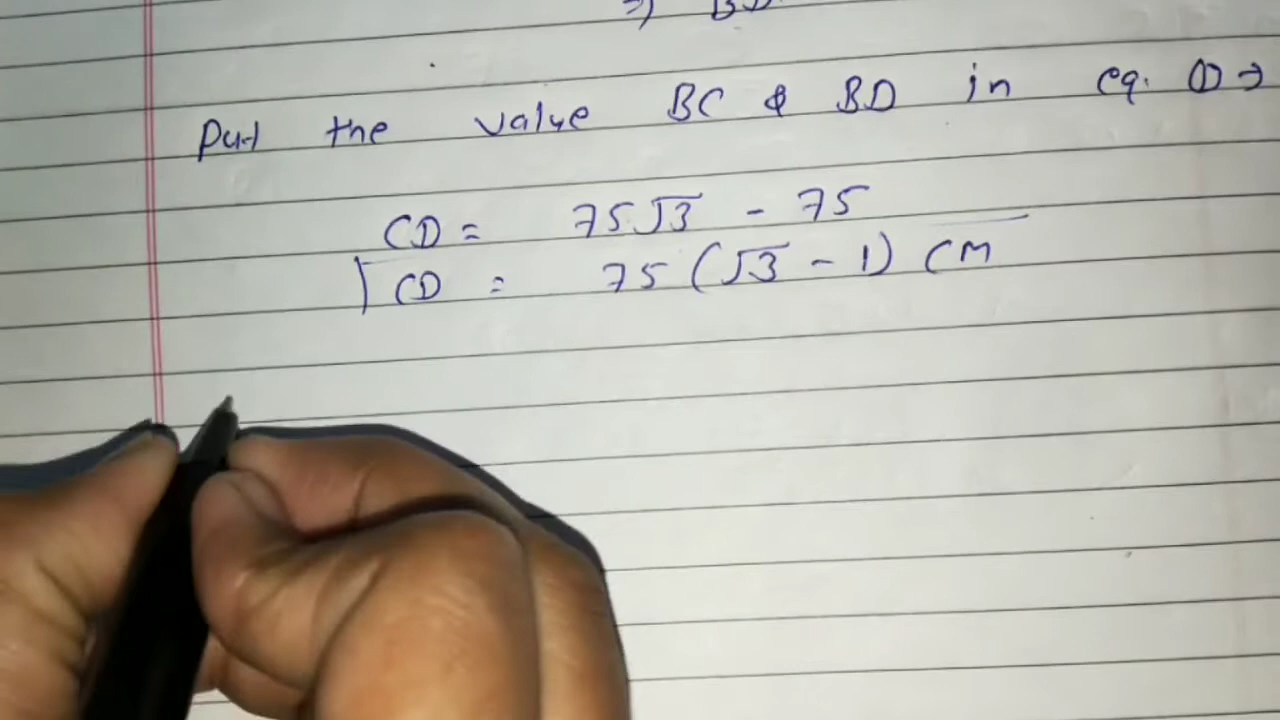 Put the value BC & BD in eq. ① →
CD = 75√3 - 75
CD = 75 (√3 - 1) CM